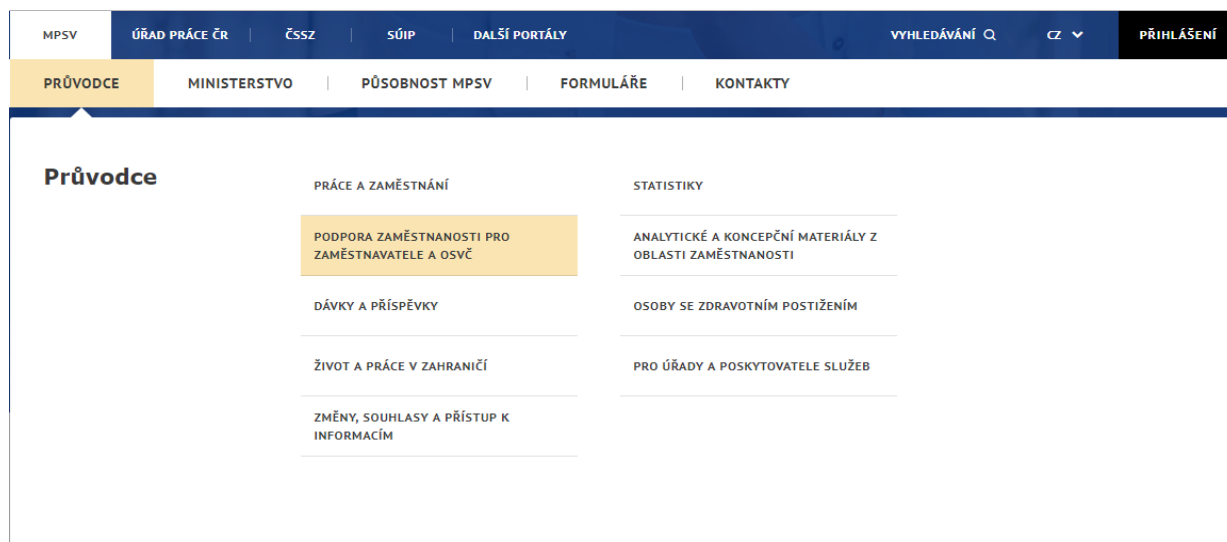 MPSV ÚŘAD PRÁCE ČR ČSSZ SÚIP DALŠÍ PORTÁLY VYHLEDÁVÁNÍ CZ PŘIHLÁŠENÍ
PRŮVODCE MINISTERSTVO PŮSOBNOST MPSV FORMULÁŘE KONTAKTY
Průvodce
PRÁCE A ZAMĚSTNÁNÍ
PODPORA ZAMĚSTNANOSTI PRO
ZAMĚSTNAVATELE A OSVČ
DÁVKY A PŘÍSPĚVKY
ŽIVOT A PRÁCE V ZAHRANIČÍ
ZMĚNY, SOUHLASY A PŘÍSTUP K
INFORMACÍM
STATISTIKY
ANALYTICKÉ A KONCEPČNÍ MATERIÁLY Z
OBLASTI ZAMĚSTNANOSTI
OSOBY SE ZDRAVOTNÍM POSTIŽENÍM
PRO ÚŘADY A POSKYTOVATELE SLUŽEB